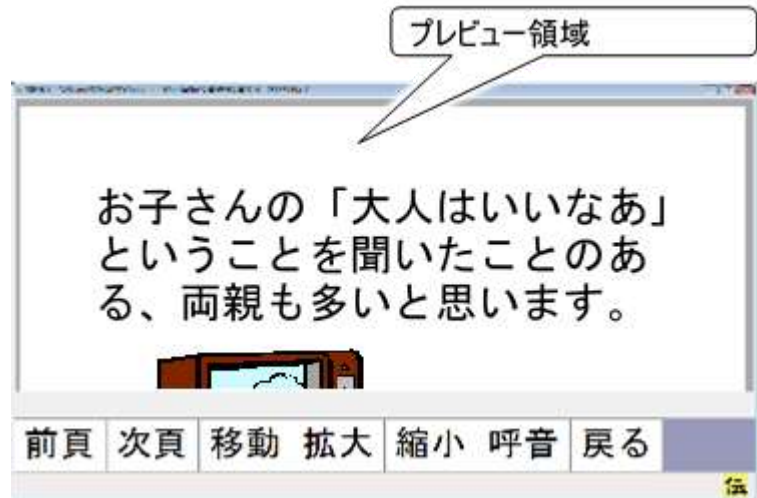 プレビュー領域
お子さんの「大人はいいなあ」
ということを聞いたことのあ
る、両親も多いと思います。
前頁 次頁 移動 拡大 縮小 呼音 戻る
伝